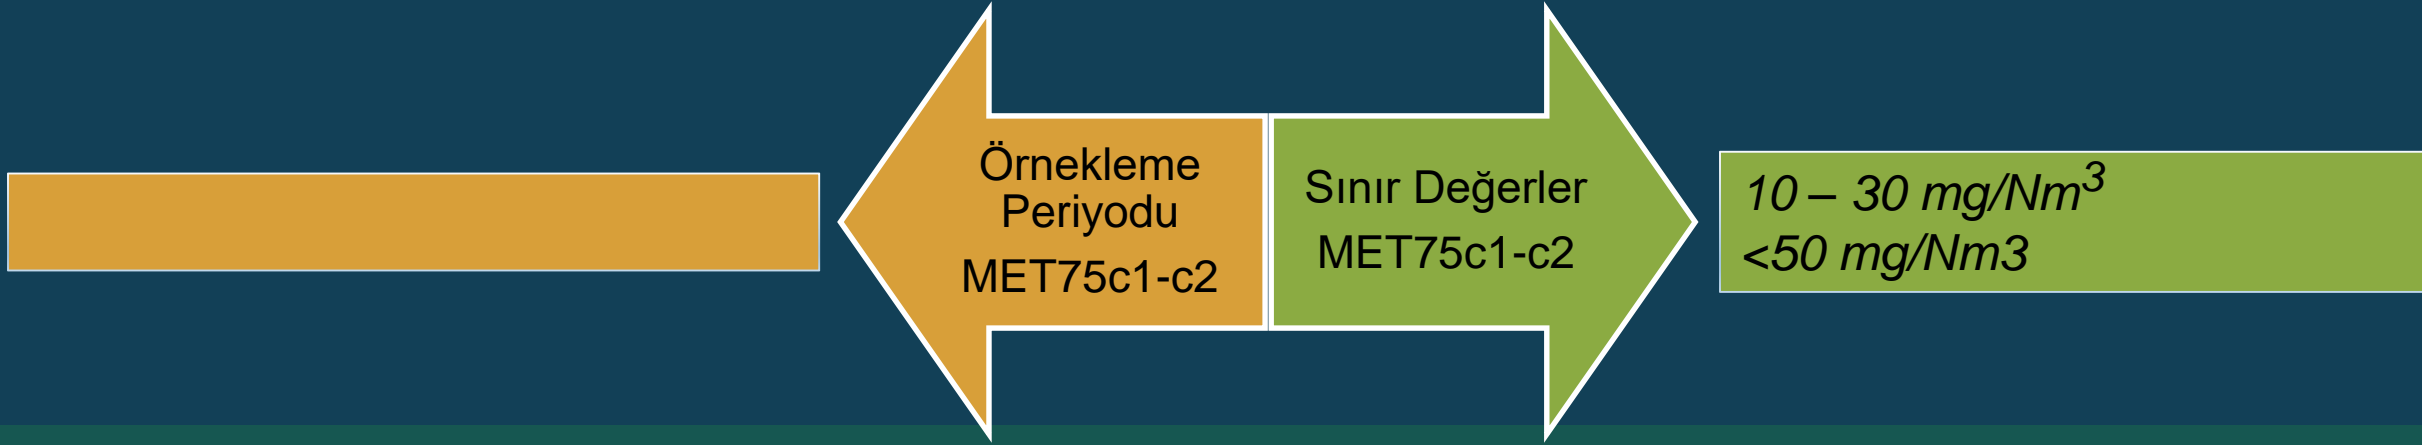 Örnekleme
Periyodu
MET75c1-c2
Sınır Değerler
MET75c1-c2
10 – 30 mg/Nm³
<50 mg/Nm3